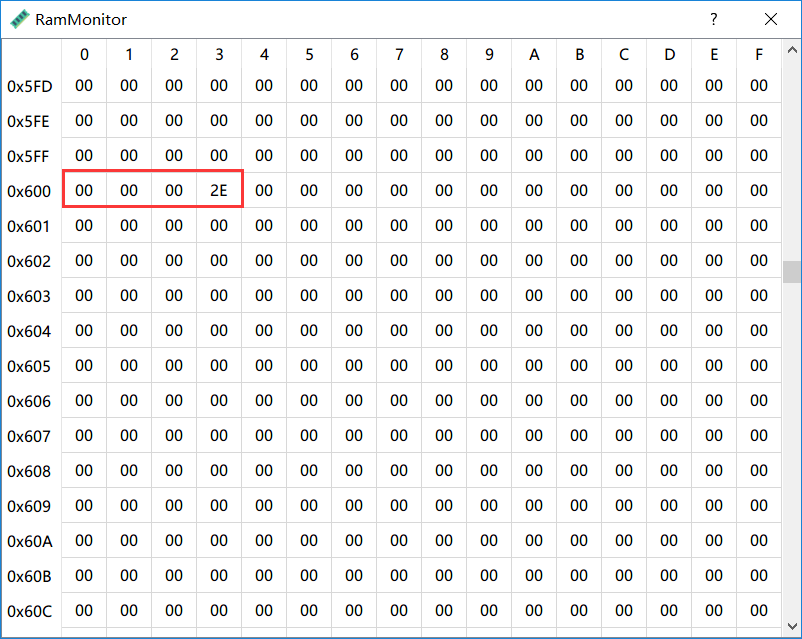 RamMonitor ?
0 1 2 3 4 5 6 7 8 9 A B C D E F
0x5FD 00 00 00 00 00 00 00 00 00 00 00 00 00 00 00 00
0x5FE 00 00 00 00 00 00 00 00 00 00 00 00 00 00 00 00
0x5FF 00 00 00 00 00 00 00 00 00 00 00 00 00 00 00 00
0x600 00 00 00 2E 00 00 00 00 00 00 00 00 00 00 00 00
0x601 00 00 00 00 00 00 00 00 00 00 00 00 00 00 00 00
0x602 00 00 00 00 00 00 00 00 00 00 00 00 00 00 00 00
0x603 00 00 00 00 00 00 00 00 00 00 00 00 00 00 00 00
0x604 00 00 00 00 00 00 00 00 00 00 00 00 00 00 00 00
0x605 00 00 00 00 00 00 00 00 00 00 00 00 00 00 00 00
0x606 00 00 00 00 00 00 00 00 00 00 00 00 00 00 00 00
0x607 00 00 00 00 00 00 00 00 00 00 00 00 00 00 00 00
0x608 00 00 00 00 00 00 00 00 00 00 00 00 00 00 00 00
0x609 00 00 00 00 00 00 00 00 00 00 00 00 00 00 00 00
0x60A 00 00 00 00 00 00 00 00 00 00 00 00 00 00 00 00
0x60B 00 00 00 00 00 00 00 00 00 00 00 00 00 00 00 00
0x60C 00 00 00 00 00 00 00 00 00 00 00 00 00 00 00 00